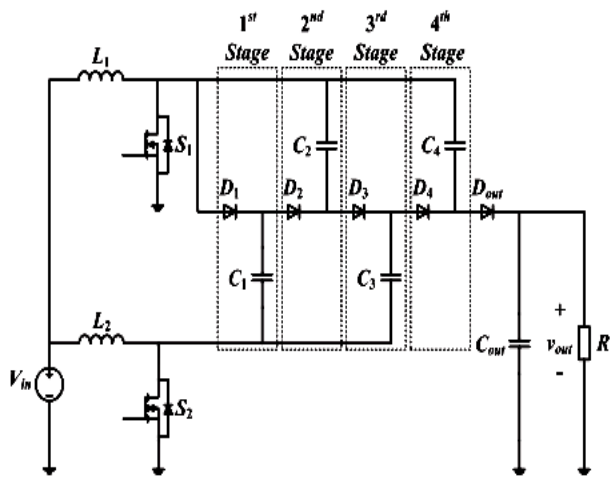 1st 2nd 3rd 4th
Stage Stage Stage Stage
L1
S1
C2 C4
D1 D2 D3 D4 Dout
C1 C3
L2
Cout + vout - R
Vin
S2